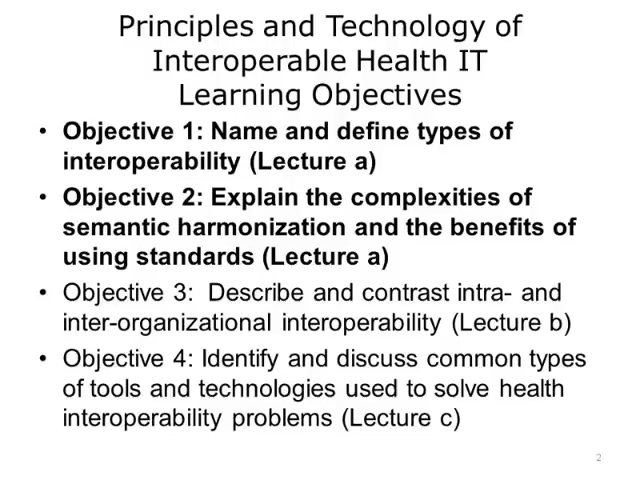 Principles and Technology of
Interoperable Health IT
Learning Objectives
• Objective 1: Name and define types of
interoperability (Lecture a)
• Objective 2: Explain the complexities of
semantic harmonization and the benefits of
using standards (Lecture a)
• Objective 3:  Describe and contrast intra- and
inter-organizational interoperability (Lecture b)
• Objective 4: Identify and discuss common types
of tools and technologies used to solve health
interoperability problems (Lecture c)
2